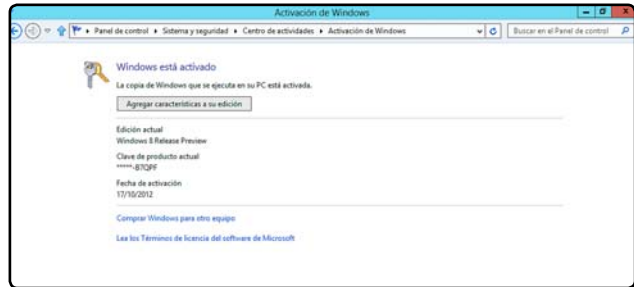 Activación de Windows
Panel de control ▸ Sistema y seguridad ▸ Centro de actividades ▸ Activación de Windows
Buscar en el Panel de control
Windows está activado
La copia de Windows que se ejecuta en su PC está activada.
Agregar características a su edición
Edición actual
Windows 8 Release Preview
Clave de producto actual
*****-B7QPF
Fecha de activación
17/10/2012
Comprar Windows para otro equipo
Lea los Términos de licencia del software de Microsoft